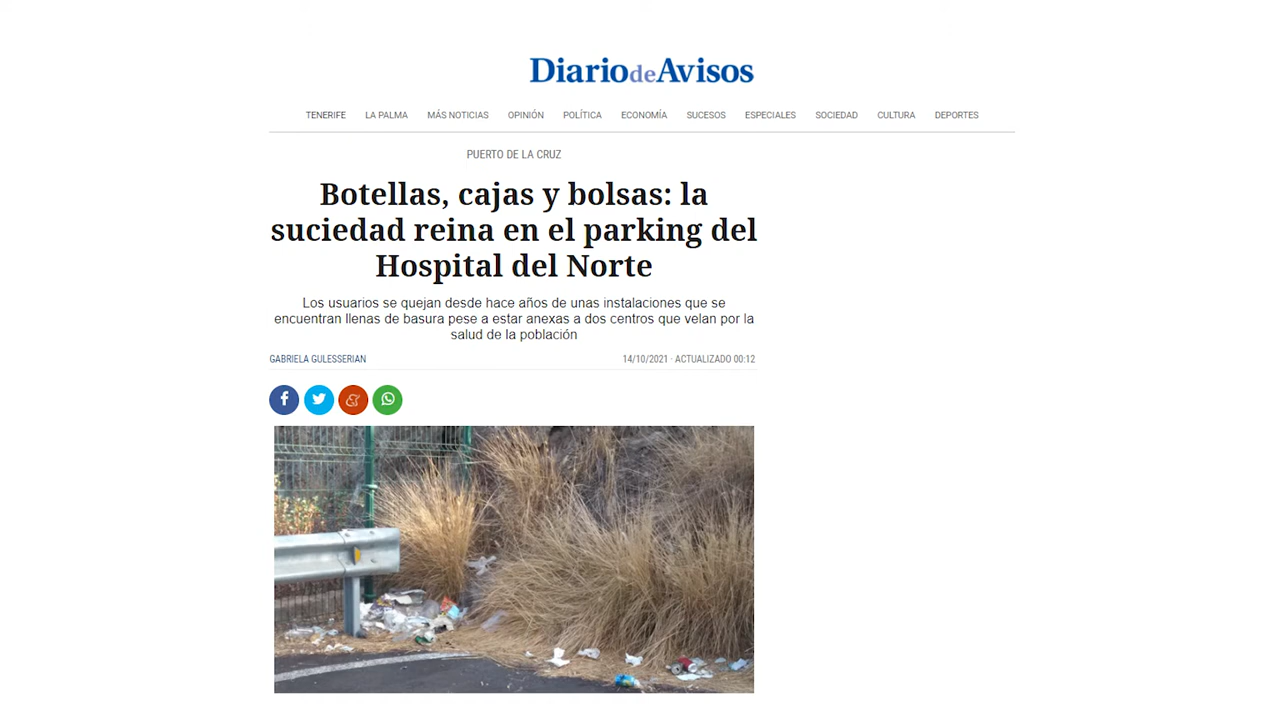 Diario de Avisos
TENERIFE LA PALMA MÁS NOTICIAS OPINIÓN POLÍTICA ECONOMÍA SUCESOS ESPECIALES SOCIEDAD CULTURA DEPORTES
PUERTO DE LA CRUZ
Botellas, cajas y bolsas: la
suciedad reina en el parking del
Hospital del Norte
Los usuarios se quejan desde hace años de unas instalaciones que se
encuentran llenas de basura pese a estar anexas a dos centros que velan por la
salud de la población
GABRIELA GULESSERIAN 14/10/2021 · ACTUALIZADO 00:12